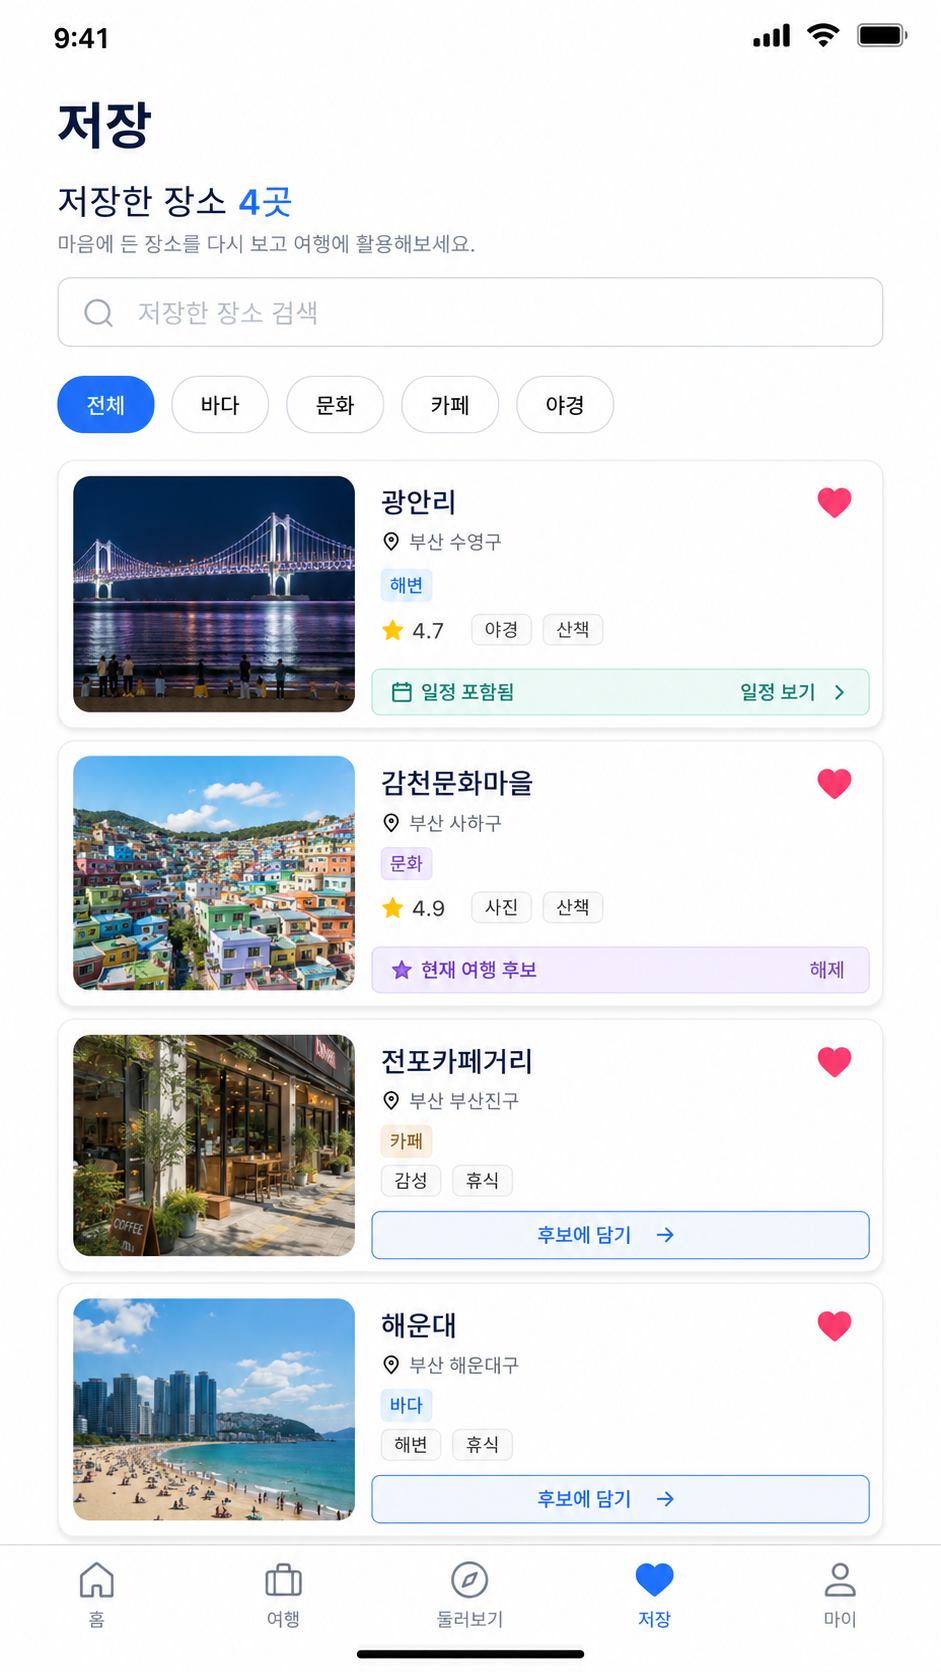 9:41
저장
저장한 장소 4곳
마음에 든 장소를 다시 보고 여행에 활용해보세요.
저장한 장소 검색
전체 바다 문화 카페 야경
광안리
부산 수영구
해변
4.7 야경 산책
일정 포함됨 일정 보기
감천문화마을
부산 사하구
문화
4.9 사진 산책
현재 여행 후보 해제
전포카페거리
부산 부산진구
카페
감성 휴식
COFFEE
후보에 담기
해운대
부산 해운대구
바다
해변 휴식
후보에 담기
홈 여행 둘러보기 저장 마이